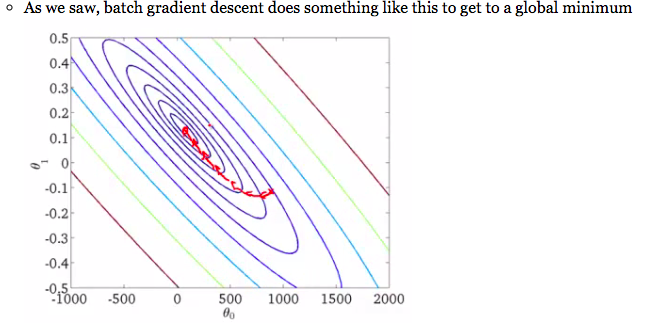 As we saw, batch gradient descent does something like this to get to a global minimum
0.5
0.4
0.3
0.2
0.1
0
-0.1
-0.2
-0.3
-0.4
-0.5
θ1
-1000 -500 0 500 1000 1500 2000
θ0